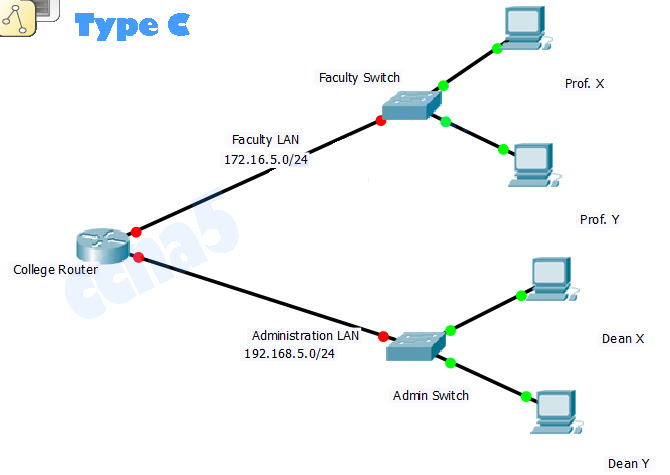 Type C
Faculty Switch
Prof. X
Faculty LAN
172.16.5.0/24
Prof. Y
College Router
ccna5
Administration LAN
192.168.5.0/24
Dean X
Admin Switch
Dean Y